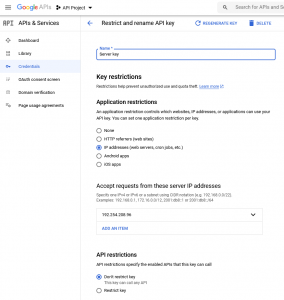 Google APIs
API Project
Search for APIs and Se
API
APIs & Services
Restrict and rename API key
REGENERATE KEY
DELETE
Dashboard
Library
Credentials
OAuth consent screen
Domain verification
Page usage agreements
Name *
Server key
Key restrictions
Restrictions help prevent unauthorized use and quota theft. Learn more
Application restrictions
An application restriction controls which websites, IP addresses, or applications can use your
API key. You can set one application restriction per key.
None
HTTP referrers (web sites)
IP addresses (web servers, cron jobs, etc.)
Android apps
iOS apps
Accept requests from these server IP addresses
Specify one IPv4 or IPv6 or a subnet using CIDR notation (e.g. 192.168.0.0/22).
Examples: 192.168.0.1, 172.16.0.0/12, 2001:db8::1 or 2001:db8::/64
192.254.208.96
ADD AN ITEM
API restrictions
API restrictions specify the enabled APIs that this key can call
Don't restrict key
This key can call any API
Restrict key